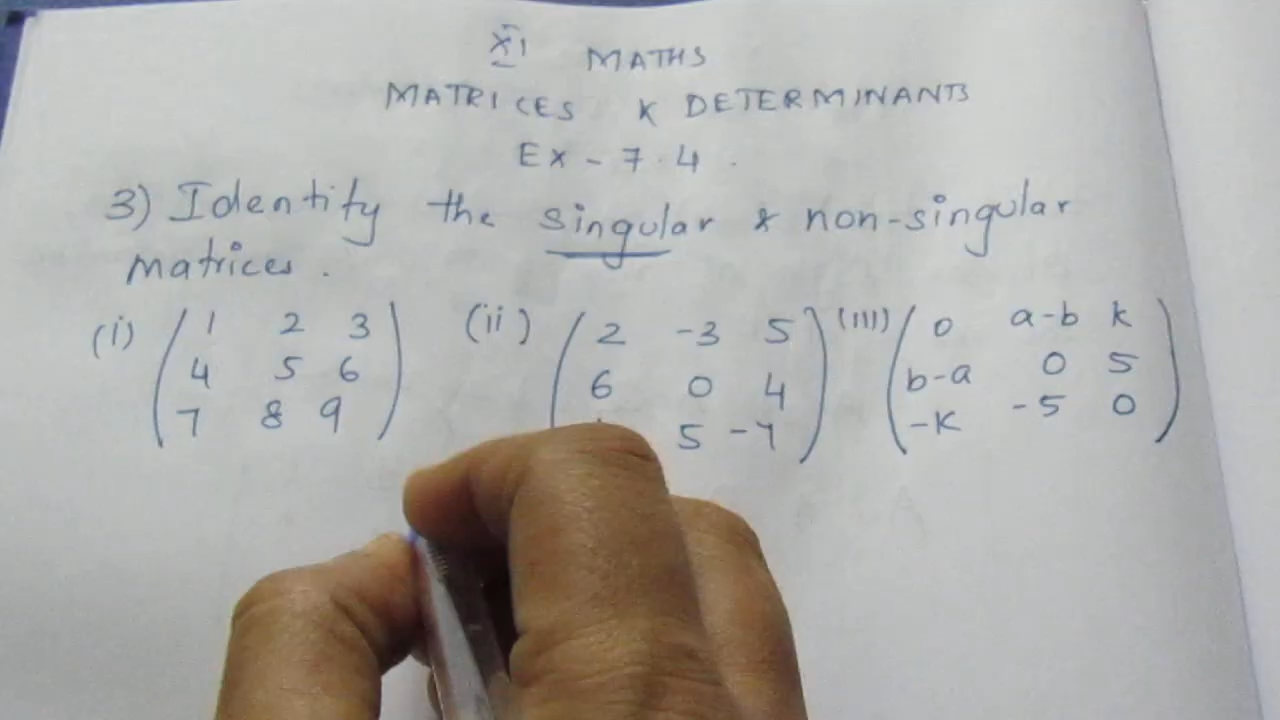 XI MATHS
MATRICES & DETERMINANTS
Ex - 7.4.
3) Identify the singular & non-singular
matrices.
(i) ( 1 2 3 ) (ii) ( 2 -3 5 ) (iii) ( 0 a-b k )
4 5 6 6 0 4 b-a 0 5
7 8 9 5 -7 -k -5 0